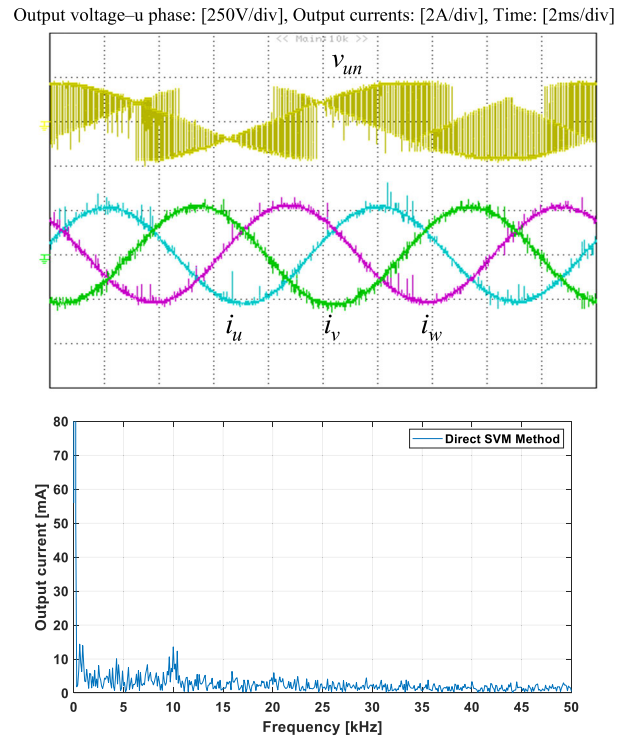 Output voltage–u phase: [250V/div], Output currents: [2A/div], Time: [2ms/div]
<< Main:10k >>
v_un
i_u i_v i_w
80
70
60
50
40
30
20
10
0
Output current [mA]
Direct SVM Method
0 5 10 15 20 25 30 35 40 45 50
Frequency [kHz]